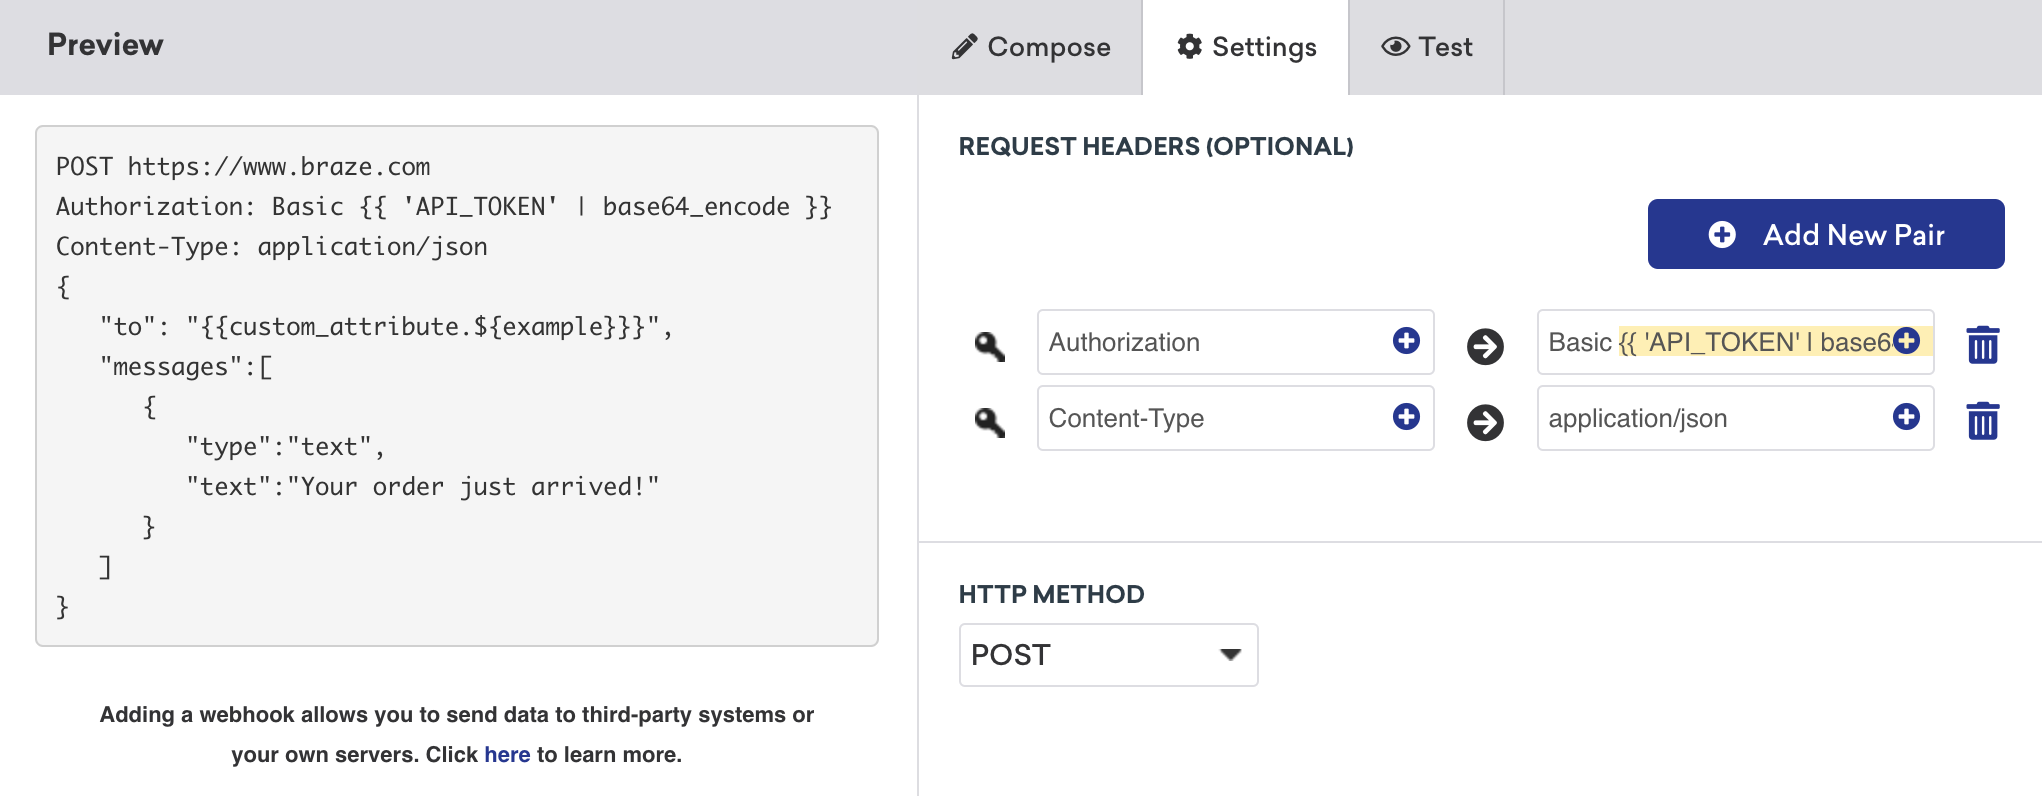 Preview
Compose
Settings
Test
POST https://www.braze.com
Authorization: Basic {{ 'API_TOKEN' | base64_encode }}
Content-Type: application/json
{
"to": "{{custom_attribute.${example}}}",
"messages":[
{
"type":"text",
"text":"Your order just arrived!"
}
]
}
Adding a webhook allows you to send data to third-party systems or
your own servers. Click here to learn more.
REQUEST HEADERS (OPTIONAL)
Add New Pair
Authorization
Basic {{ 'API_TOKEN' | base6
Content-Type
application/json
HTTP METHOD
POST